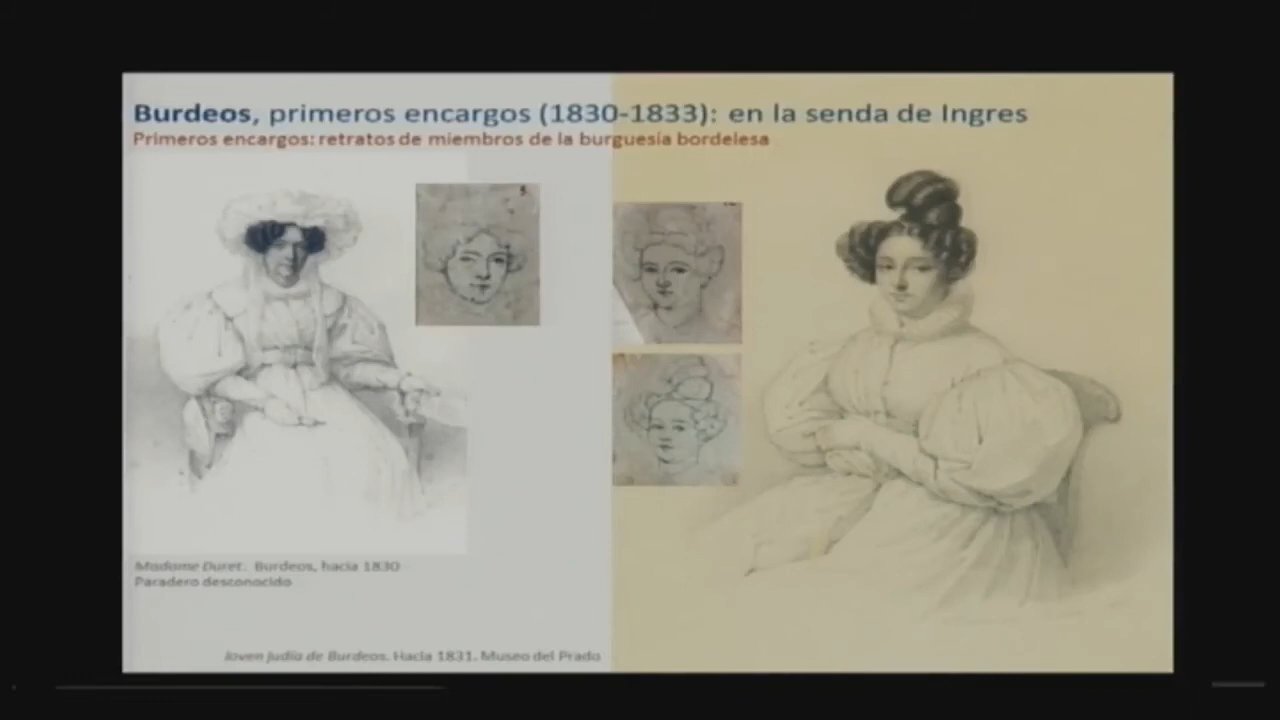 Burdeos, primeros encargos (1830-1833): en la senda de Ingres
Primeros encargos: retratos de miembros de la burguesía bordelesa
Madame Duret. Burdeos, hacia 1830
Paradero desconocido
Joven judía de Burdeos. Hacia 1831. Museo del Prado